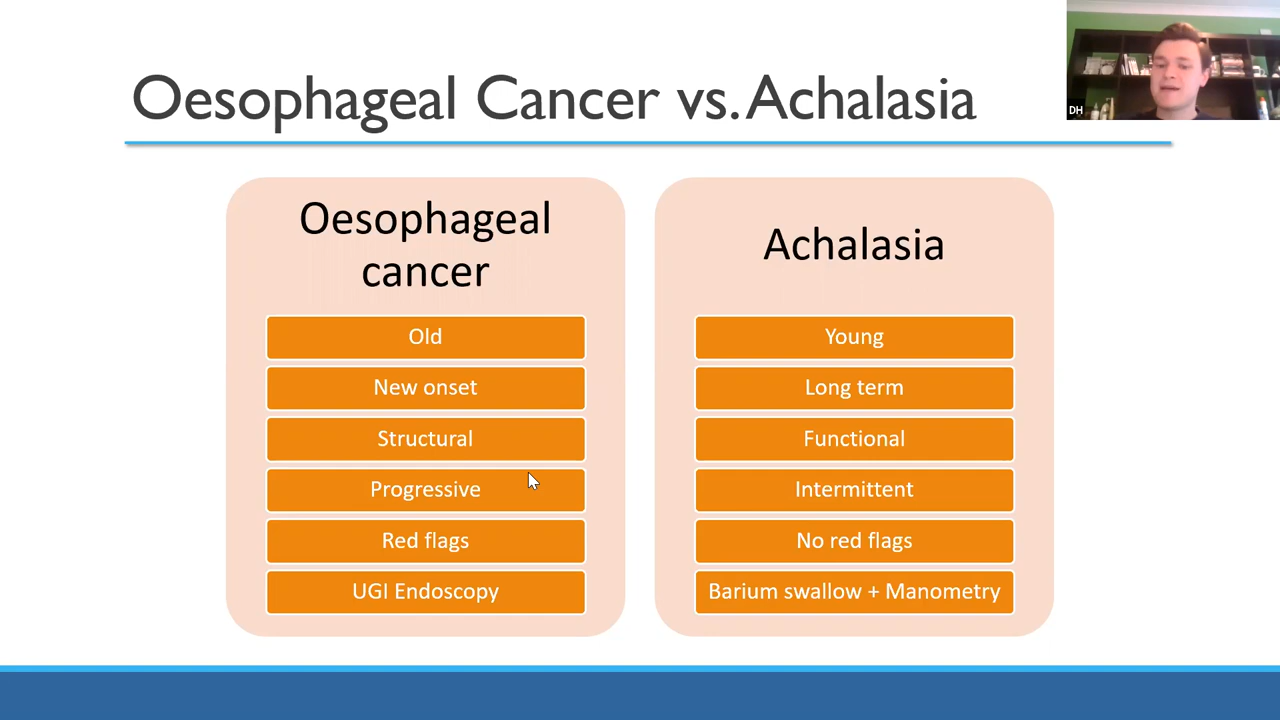 Oesophageal Cancer vs. Achalasia
DH
Oesophageal
cancer
Old
New onset
Structural
Progressive
Red flags
UGI Endoscopy
Achalasia
Young
Long term
Functional
Intermittent
No red flags
Barium swallow + Manometry